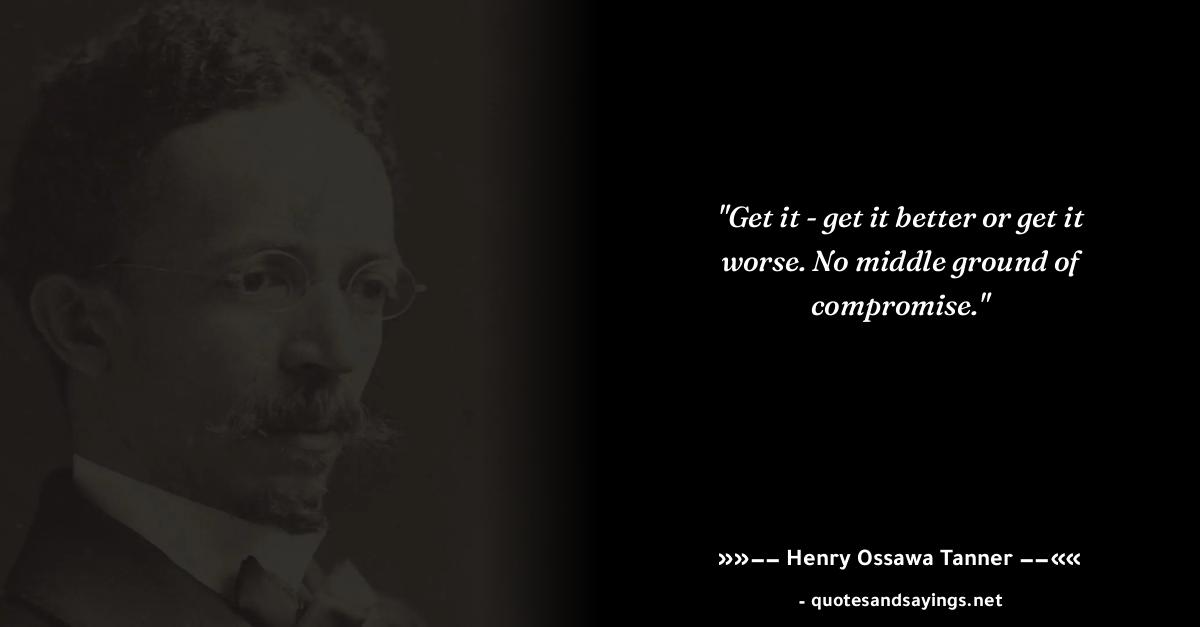 "Get it - get it better or get it
worse. No middle ground of
compromise."
»»–– Henry Ossawa Tanner ––««
- quotesandsayings.net